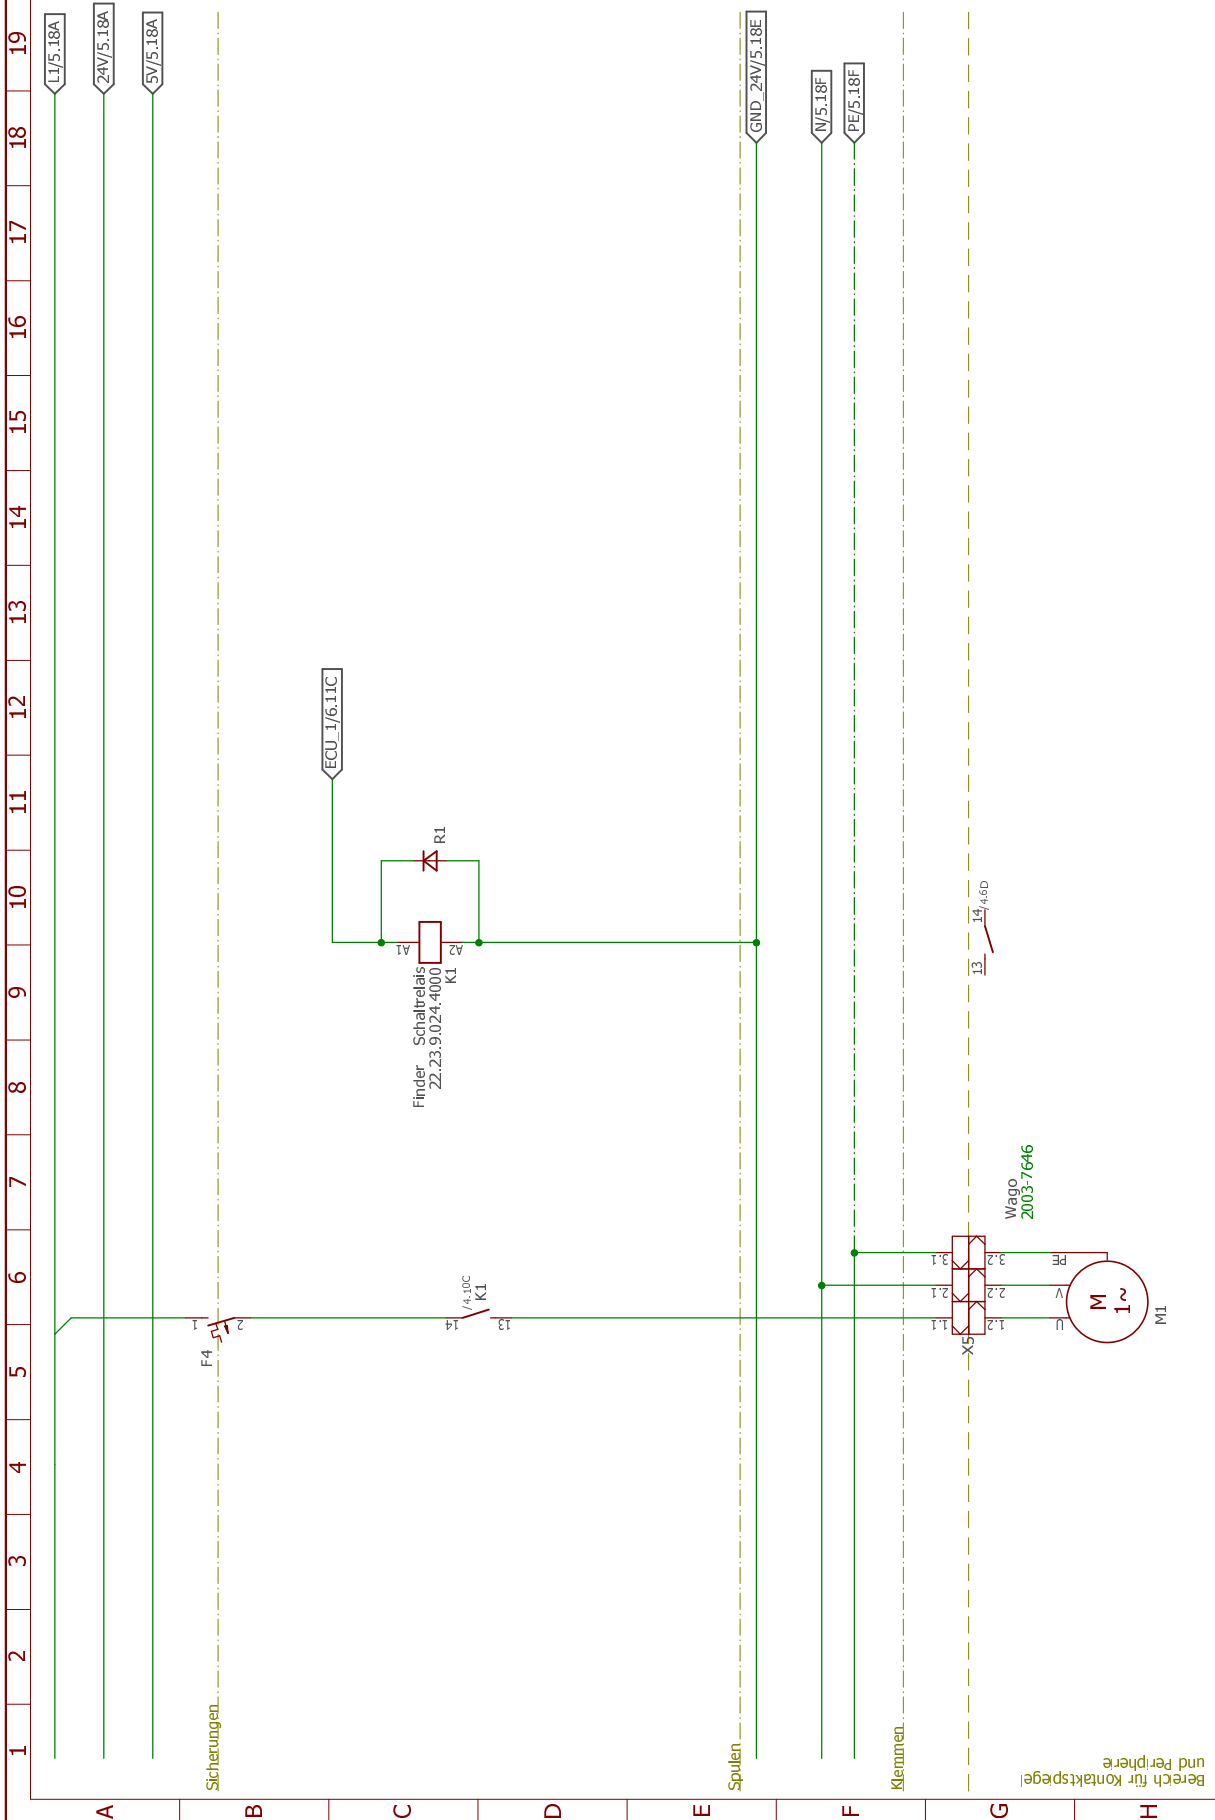 1 2 3 4 5 6 7 8 9 10 11 12 13 14 15 16 17 18 19
A
L1/5.18A
24V/5.18A
5V/5.18A
Sicherungen
F4
1
2
B
ECU_1/6.11C
C
A1
A2
R1
Finder Schaltrelais
22.23.9.024.4000
K1
14
13
/4.10C
K1
D
E
Spulen
GND_24V/5.18E
N/5.18F
PE/5.18F
F
Klemmen
1.1
2.1
3.1
X5
1.2
2.2
3.2
G
13
14
/4.6D
Wago
2003-7646
U
V
PE
M
1~
M1
Bereich für Kontaktspiegel
und Peripherie
H